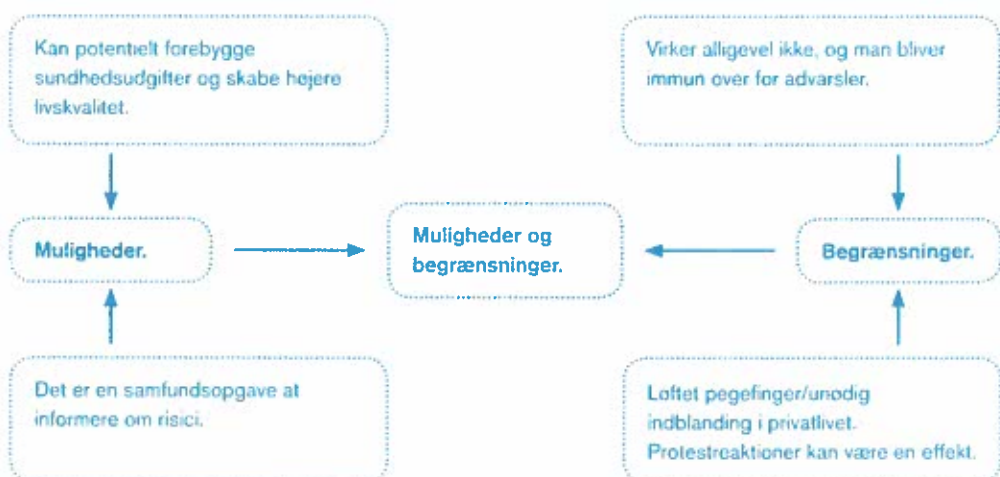 Kan potentielt forebygge
sundhedsudgifter og skabe højere
livskvalitet.
Virker alligevel ikke, og man bliver
immun over for advarsler.
Muligheder.
Muligheder og
begrænsninger.
Begrænsninger.
Det er en samfundsopgave at
informere om risici.
Løftet pegefinger/unødig
indblanding i privatlivet.
Protestreaktioner kan være en effekt.